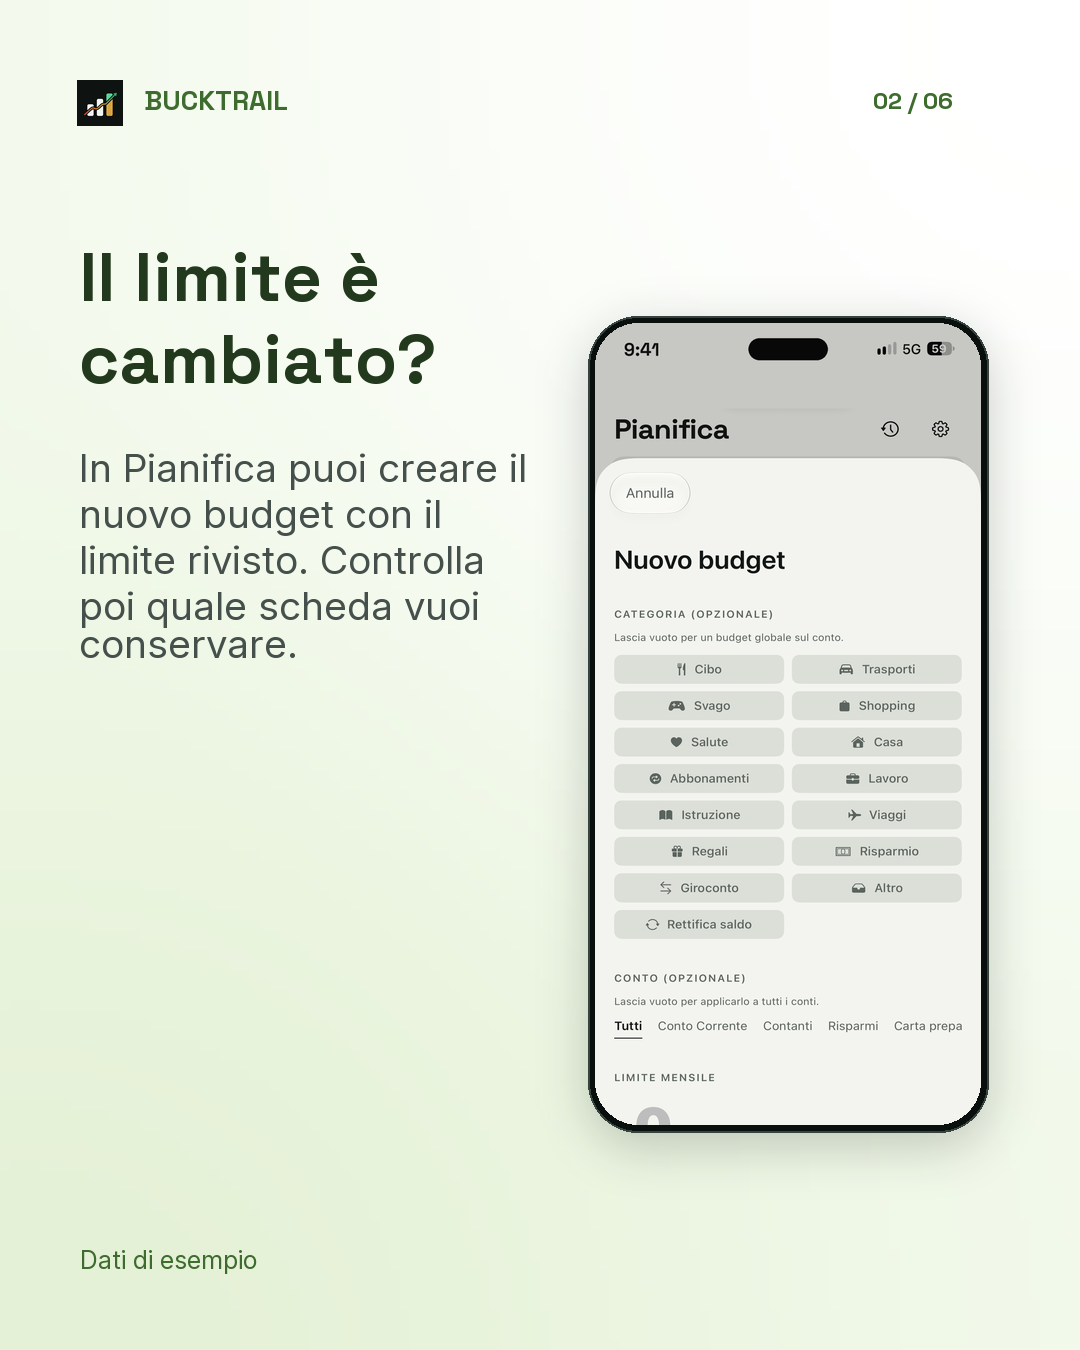 BUCKTRAIL
02 / 06
Il limite è
cambiato?
In Pianifica puoi creare il
nuovo budget con il
limite rivisto. Controlla
poi quale scheda vuoi
conservare.
9:41
5G
59
Pianifica
Annulla
Nuovo budget
CATEGORIA (OPZIONALE)
Lascia vuoto per un budget globale sul conto.
Cibo
Trasporti
Svago
Shopping
Salute
Casa
Abbonamenti
Lavoro
Istruzione
Viaggi
Regali
Risparmio
Giroconto
Altro
Rettifica saldo
CONTO (OPZIONALE)
Lascia vuoto per applicarlo a tutti i conti.
Tutti Conto Corrente Contanti Risparmi Carta prepa
LIMITE MENSILE
0
Dati di esempio